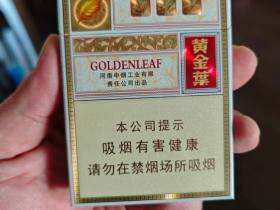 GOLDENLEAF
河南中烟工业有限
责任公司出品
黄金葉
本公司提示
吸烟有害健康
请勿在禁烟场所吸烟